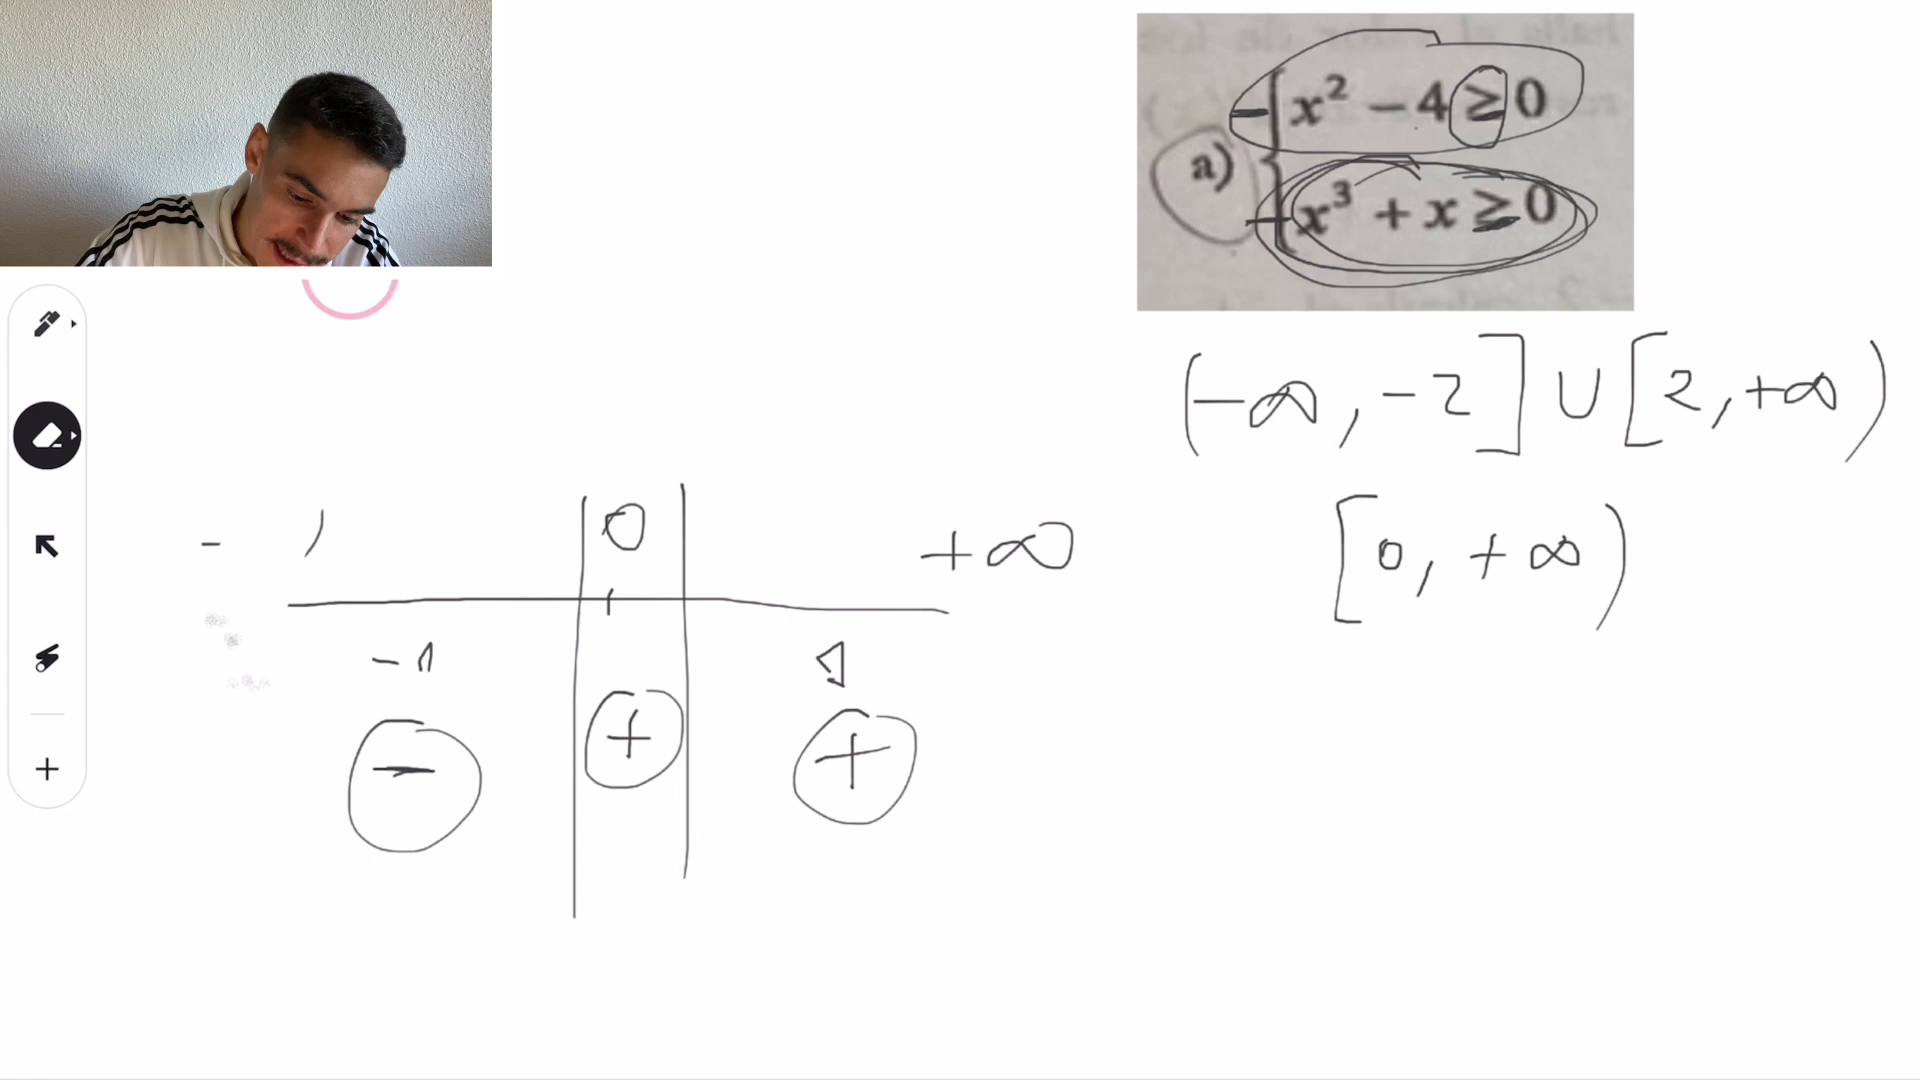 x² − 4 ≥ 0
a)
x³ + x ≥ 0
(−∞, −2] ∪ [2, +∞)
- ) 0 +∞
[0, +∞)
−1 1
− + +